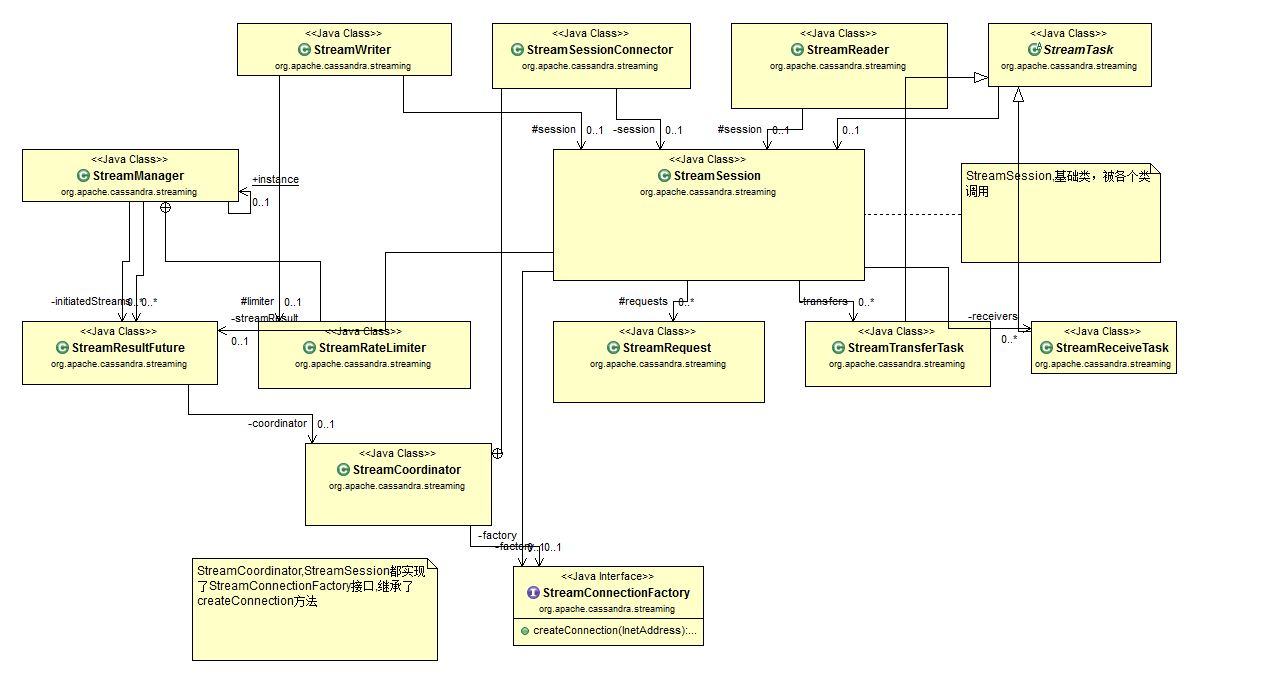 <<Java Class>>
StreamWriter
org.apache.cassandra.streaming
<<Java Class>>
StreamSessionConnector
org.apache.cassandra.streaming
<<Java Class>>
StreamReader
org.apache.cassandra.streaming
<<Java Class>>
StreamTask
org.apache.cassandra.streaming
#session 0..1
-session 0..1
#session 0..1
0..1
<<Java Class>>
StreamManager
org.apache.cassandra.streaming
+instance
0..1
<<Java Class>>
StreamSession
org.apache.cassandra.streaming
StreamSession,基础类，被各个类
调用
-initiatedStreams 0..* 0..*
#limiter 0..1
-streamResult
0..1
#requests 0..*
-transfers 0..*
-receivers
0..*
<<Java Class>>
StreamResultFuture
org.apache.cassandra.streaming
<<Java Class>>
StreamRateLimiter
org.apache.cassandra.streaming
<<Java Class>>
StreamRequest
org.apache.cassandra.streaming
<<Java Class>>
StreamTransferTask
org.apache.cassandra.streaming
<<Java Class>>
StreamReceiveTask
org.apache.cassandra.streaming
-coordinator 0..1
<<Java Class>>
StreamCoordinator
org.apache.cassandra.streaming
-factory
-factory 0..1 0..1
StreamCoordinator,StreamSession都实现
了StreamConnectionFactory接口,继承了
createConnection方法
<<Java Interface>>
StreamConnectionFactory
org.apache.cassandra.streaming
createConnection(InetAddress):...